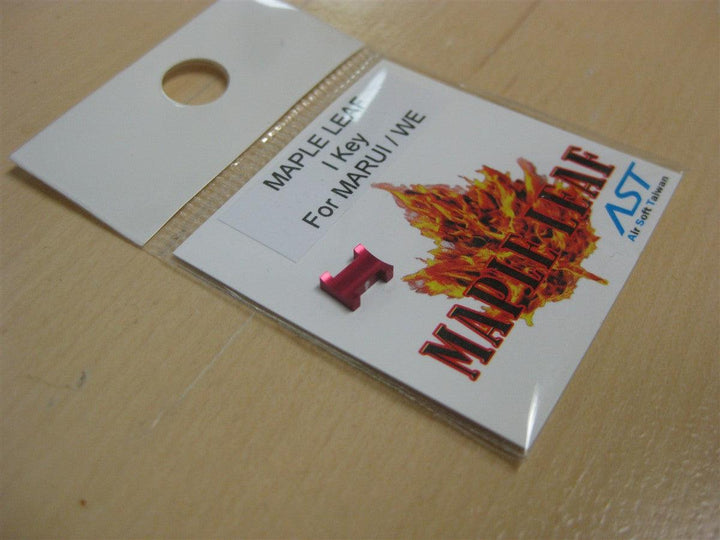 MAPLE LEAF
I Key
For MARUI / WE
MAPLE LEAF
AST
Air Soft Taiwan